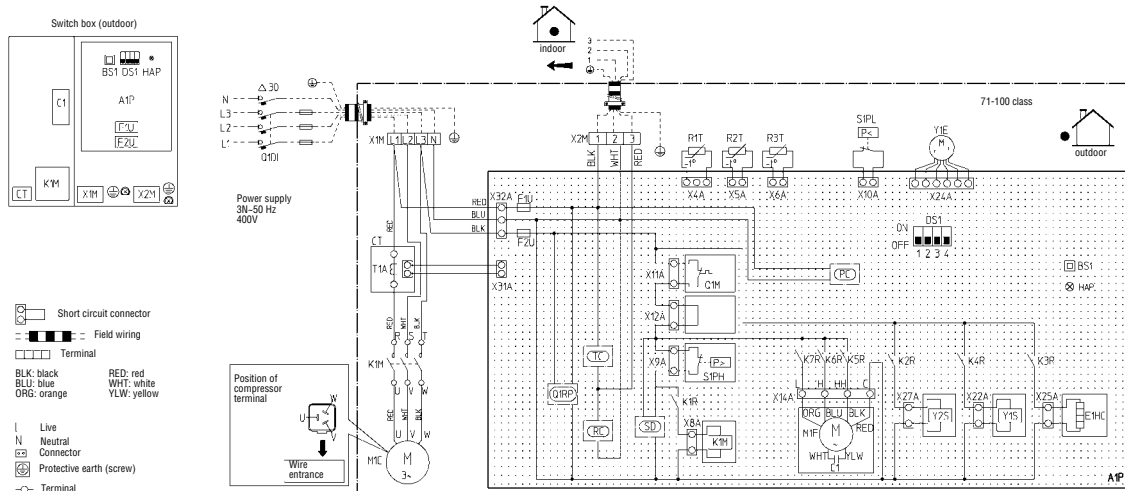 Switch box (outdoor)
BS1 DS1 HAP
C1
A1P
F1U
F2U
CT
K1M
X1M
X2M
indoor
3
2
1
71-100 class
outdoor
N
L3
L2
L1
30
Q1DI
X1M L1 L2 L3 N
X2M 1 2 3
BLK WHT RED
R1T R2T R3T
X4A X5A X6A
S1PL
P<
X10A
Y1E
M
X24A
Power supply
3N~50 Hz
400V
X32A F1U
RED
BLU
BLK
F2U
CT
T1A
X31A
DS1
ON
OFF
1 2 3 4
BS1
HAP
PC
X11A
Q1M
X12A
X9A
P>
S1PH
K7R K6R K5R
K2R K4R K3R
L H HH C
X14A
ORG BLU BLK RED
M1F
M
~
WHT YLW
C1
X27A Y2S
X22A Y1S
X25A E1HC
TC
Q1RP
RC
SD
K1R
X8A
K1M
A1P
RED WHT BLK
R S T
K1M
U V W
RED WHT BLK
U V W
M1C
M
3~
Position of
compressor
terminal
W
U
V
Wire
entrance
Short circuit connector
Field wiring
Terminal
BLK: black RED: red
BLU: blue WHT: white
ORG: orange YLW: yellow
L Live
N Neutral
Connector
Protective earth (screw)
Terminal